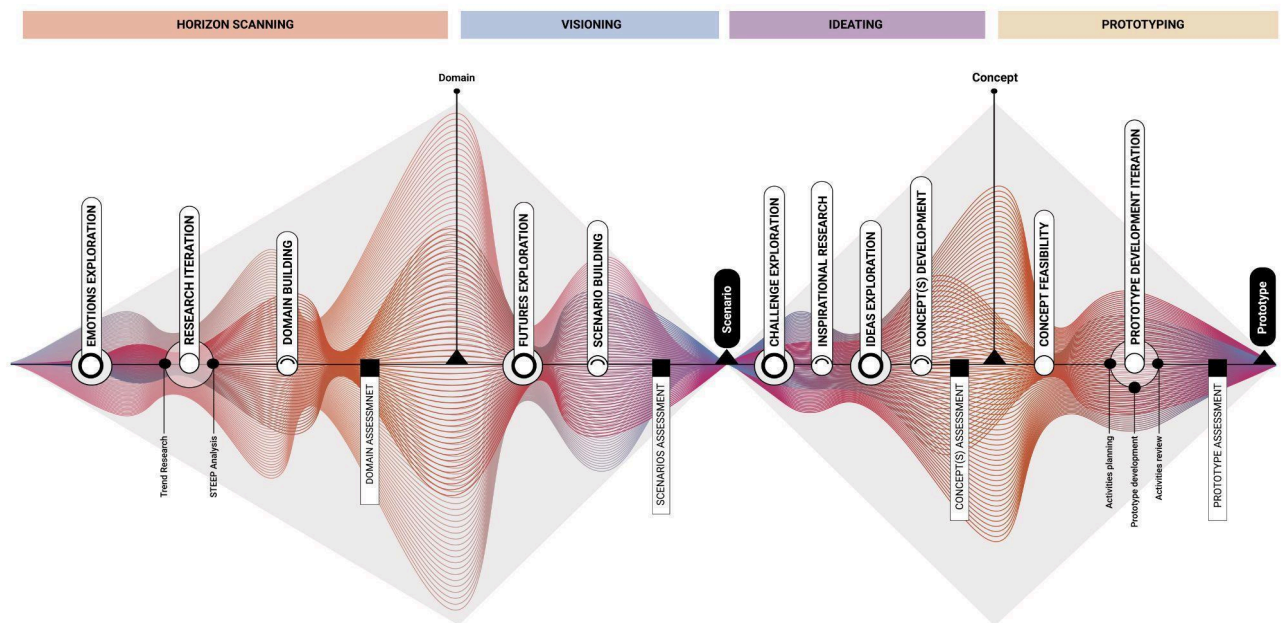 HORIZON SCANNING
VISIONING
IDEATING
PROTOTYPING
Domain
Concept
EMOTIONS EXPLORATION
RESEARCH ITERATION
DOMAIN BUILDING
FUTURES EXPLORATION
SCENARIO BUILDING
Scenario
CHALLENGE EXPLORATION
INSPIRATIONAL RESEARCH
IDEAS EXPLORATION
CONCEPT(S) DEVELOPMENT
CONCEPT FEASIBILITY
PROTOTYPE DEVELOPMENT ITERATION
Prototype
Trend Research
STEEP Analysis
DOMAIN ASSESSMNET
SCENARIOS ASSESSMENT
CONCEPT(S) ASSESSMENT
Activities planning
Prototype development
Activities review
PROTOTYPE ASSESSMENT